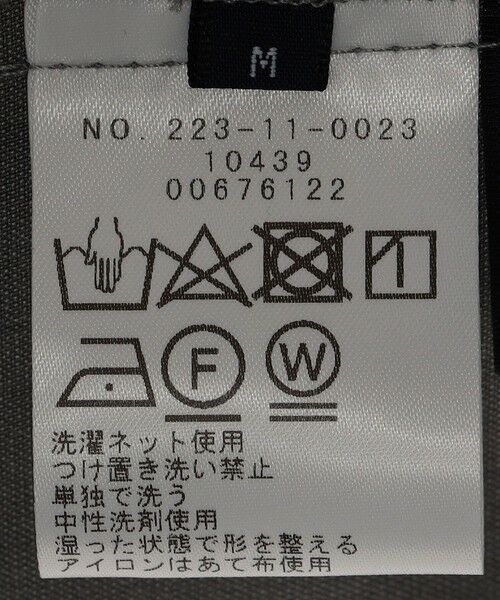 M
NO. 223-11-0023
10439
00676122
F
W
洗濯ネット使用
つけ置き洗い禁止
単独で洗う
中性洗剤使用
湿った状態で形を整える
アイロンはあて布使用